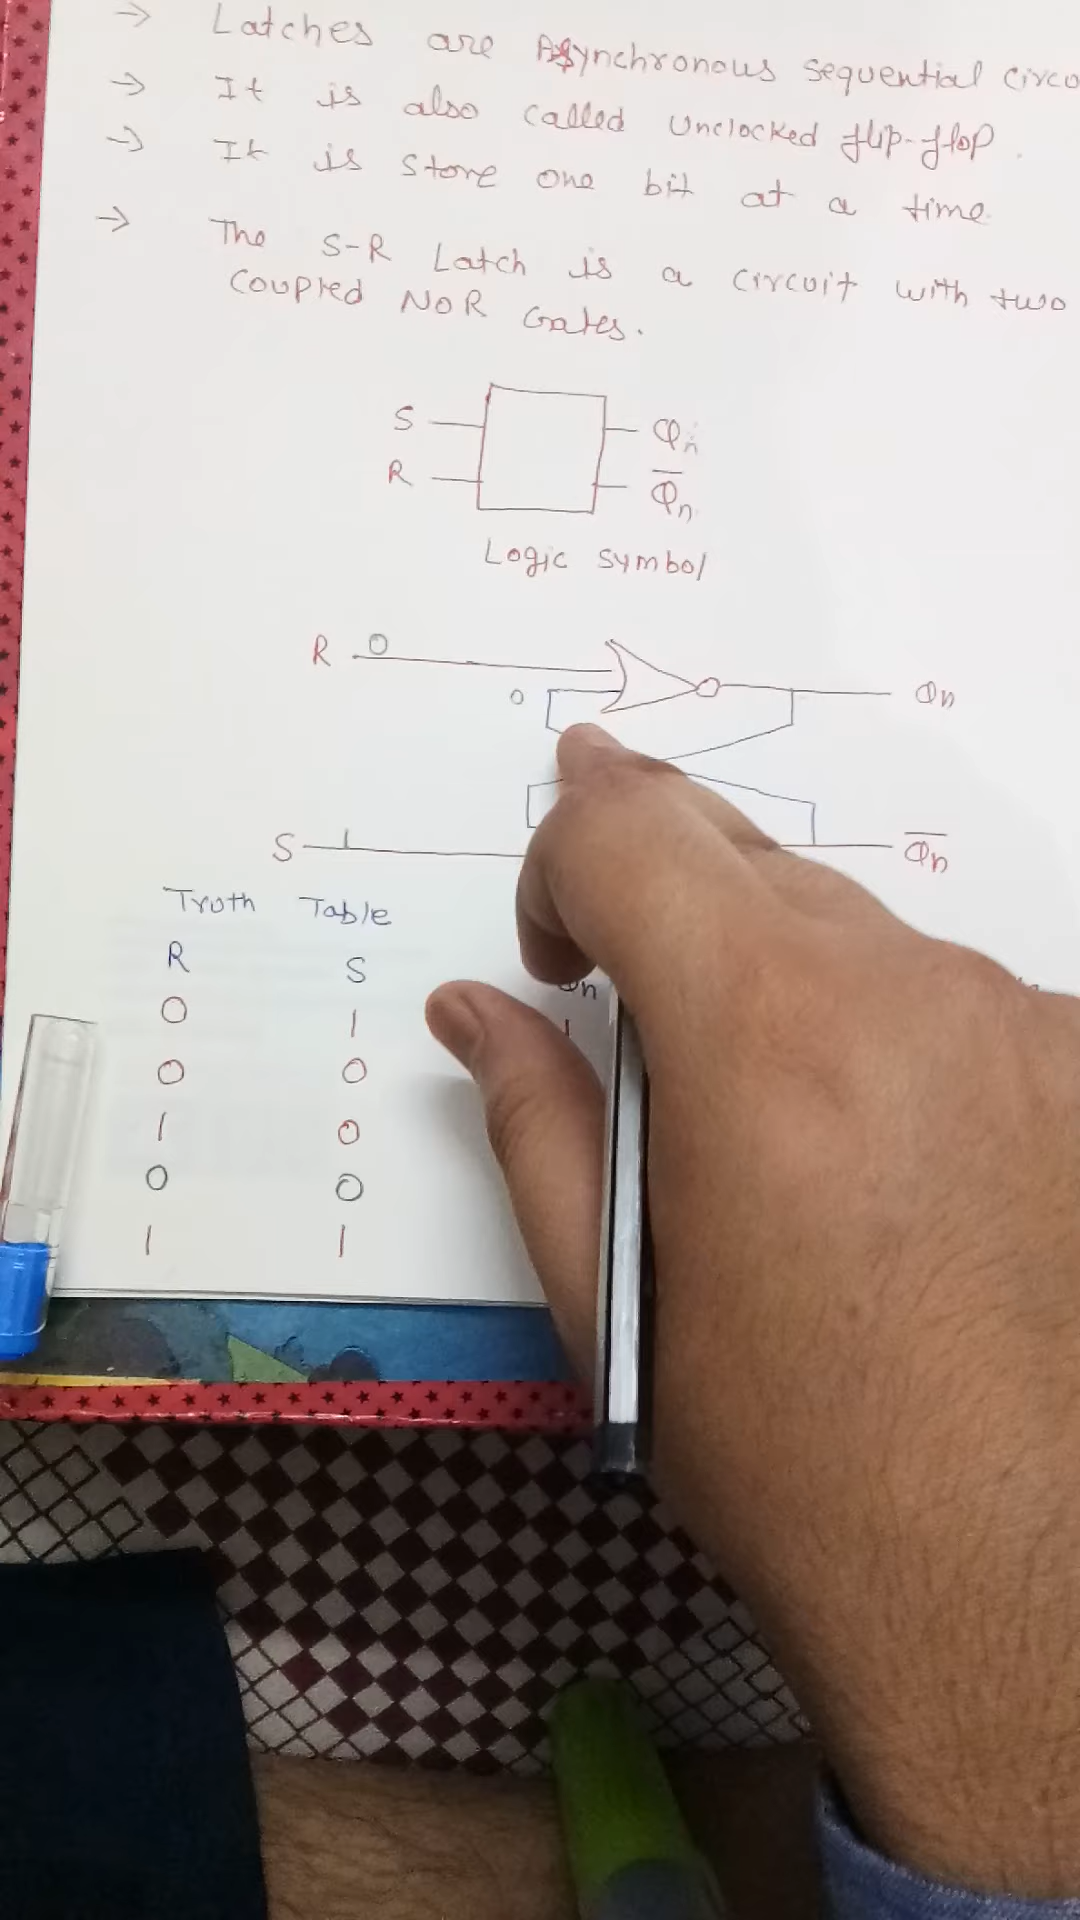 → Latches are Asynchronous sequential
→ It is also called Unclocked flip-flop.
→ It is store one bit at a time.
→ The S-R Latch is a circuit with two
coupled NOR Gates.
S Qn
R Q̅n
Logic symbol
R 0 Qn
0
S 1 Q̅n
Truth Table
R S Qn
0 1 1
0 0
1 0
0 0
1 1